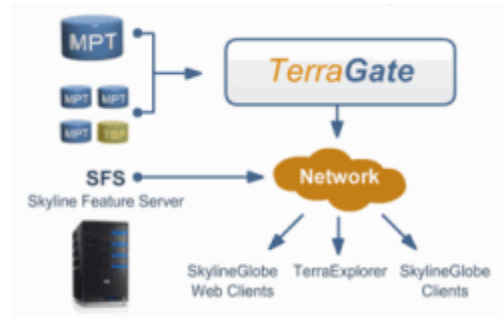 MPT
TerraGate
MPT MPT
MPT TBP
SFS
Skyline Feature Server
Network
SkylineGlobe
Web Clients
TerraExplorer
SkylineGlobe
Clients